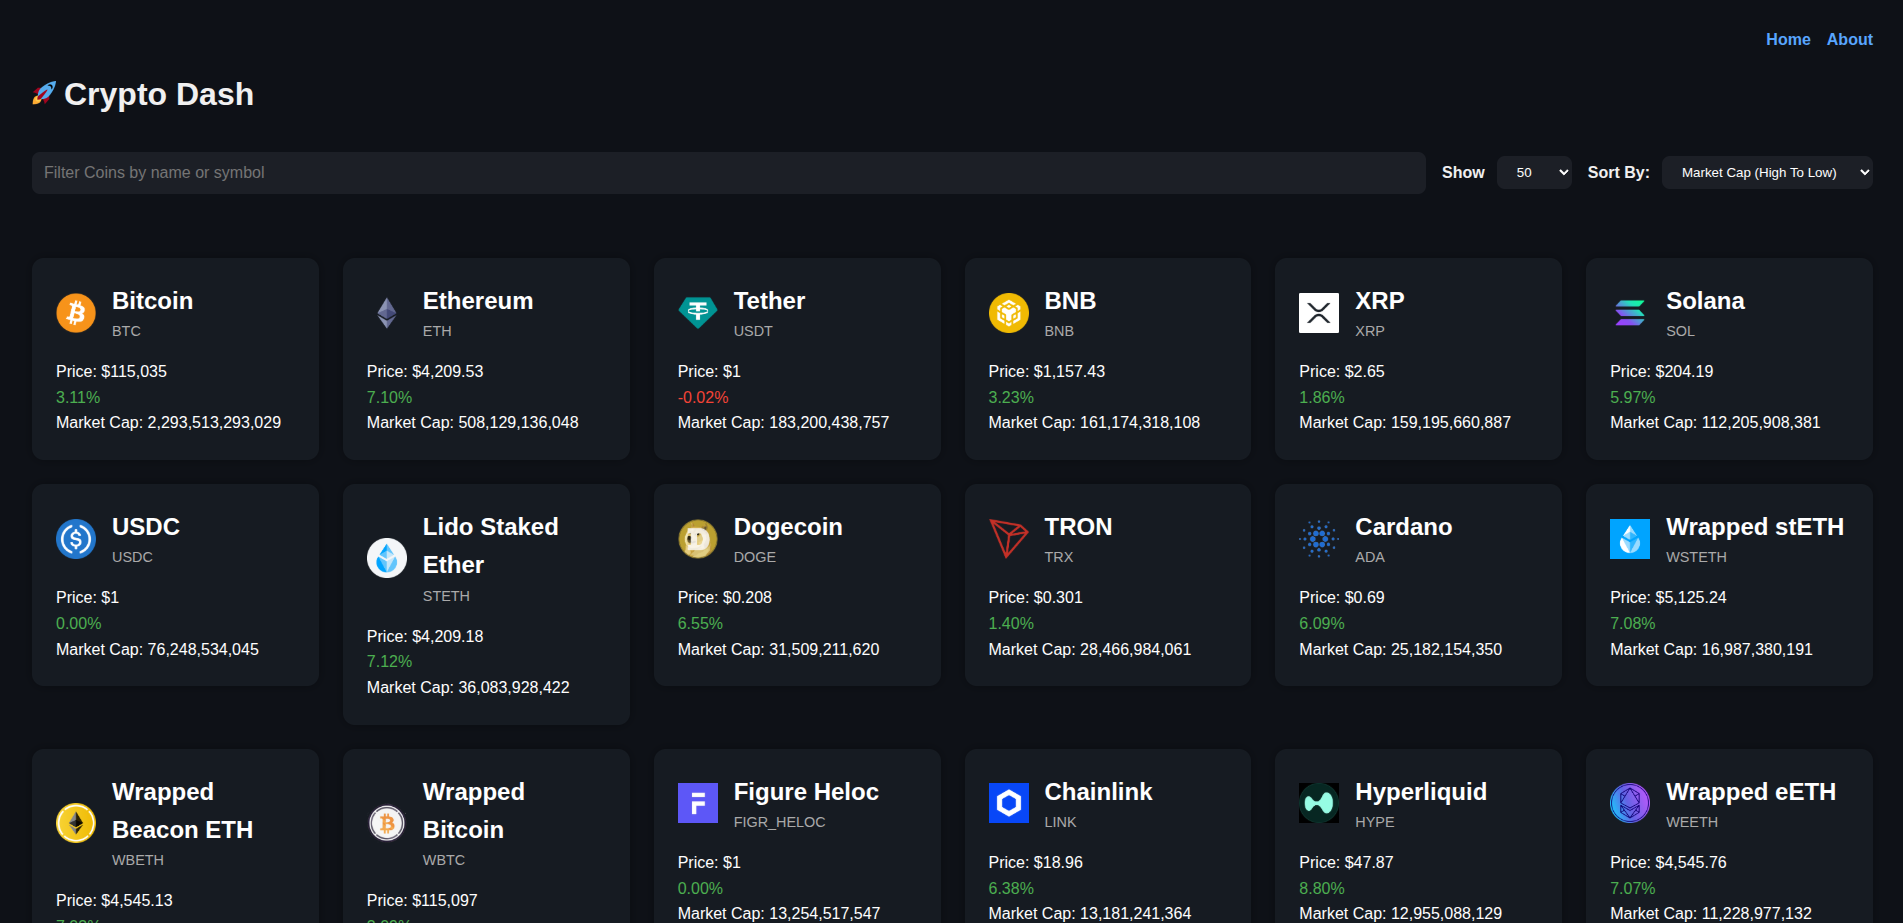 Home About
Crypto Dash
Filter Coins by name or symbol
Show 50 Sort By: Market Cap (High To Low)
Bitcoin
BTC
Price: $115,035
3.11%
Market Cap: 2,293,513,293,029
Ethereum
ETH
Price: $4,209.53
7.10%
Market Cap: 508,129,136,048
Tether
USDT
Price: $1
-0.02%
Market Cap: 183,200,438,757
BNB
BNB
Price: $1,157.43
3.23%
Market Cap: 161,174,318,108
XRP
XRP
Price: $2.65
1.86%
Market Cap: 159,195,660,887
Solana
SOL
Price: $204.19
5.97%
Market Cap: 112,205,908,381
USDC
USDC
Price: $1
0.00%
Market Cap: 76,248,534,045
Lido Staked
Ether
STETH
Price: $4,209.18
7.12%
Market Cap: 36,083,928,422
Dogecoin
DOGE
Price: $0.208
6.55%
Market Cap: 31,509,211,620
TRON
TRX
Price: $0.301
1.40%
Market Cap: 28,466,984,061
Cardano
ADA
Price: $0.69
6.09%
Market Cap: 25,182,154,350
Wrapped stETH
WSTETH
Price: $5,125.24
7.08%
Market Cap: 16,987,380,191
Wrapped
Beacon ETH
WBETH
Price: $4,545.13
Wrapped
Bitcoin
WBTC
Price: $115,097
Figure Heloc
FIGR_HELOC
Price: $1
0.00%
Market Cap: 13,254,517,547
Chainlink
LINK
Price: $18.96
6.38%
Market Cap: 13,181,241,364
Hyperliquid
HYPE
Price: $47.87
8.80%
Market Cap: 12,955,088,129
Wrapped eETH
WEETH
Price: $4,545.76
7.07%
Market Cap: 11,228,977,132